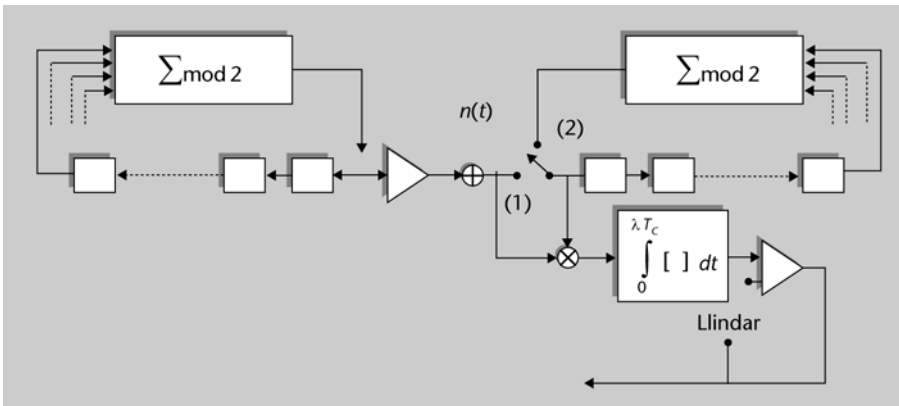 ∑mod 2
∑mod 2
n(t)
(2)
(1)
λT_C
∫ [ ] dt
0
Llindar